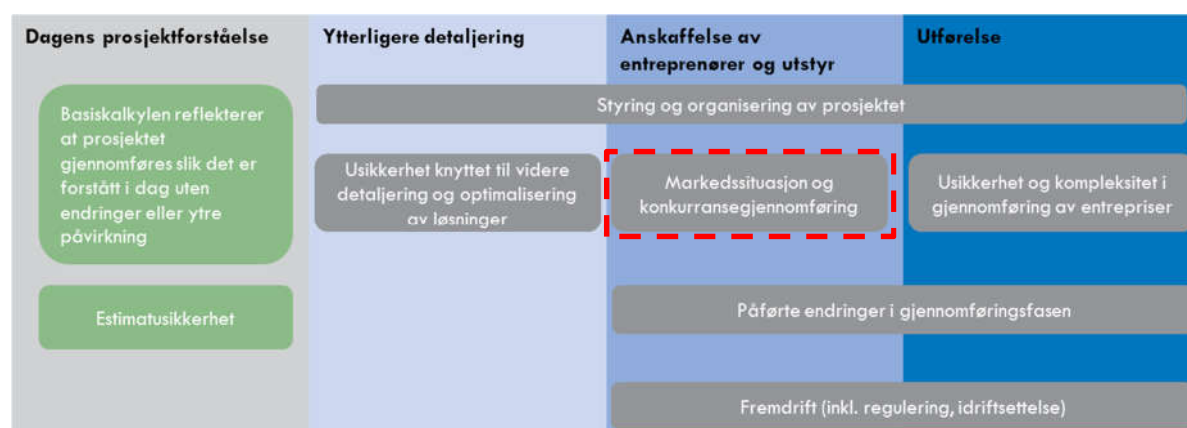 Dagens prosjektforståelse
Ytterligere detaljering
Anskaffelse av
entreprenører og utstyr
Utførelse
Styring og organisering av prosjektet
Basiskalkylen reflekterer
at prosjektet
gjennomføres slik det er
forstått i dag uten
endringer eller ytre
påvirkning
Usikkerhet knyttet til videre
detaljering og optimalisering
av løsninger
Markedssituasjon og
konkurransegjennomføring
Usikkerhet og kompleksitet i
gjennomføring av entrepriser
Estimatusikkerhet
Påførte endringer i gjennomføringsfasen
Fremdrift (inkl. regulering, idriftsettelse)